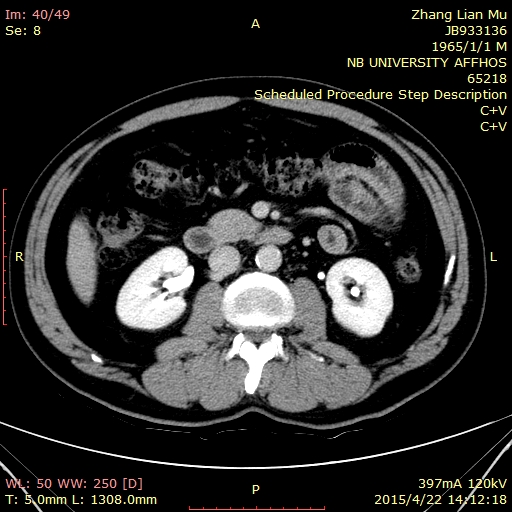 Im: 40/49
Se: 8
A
Zhang Lian Mu
JB933136
1965/1/1 M
NB UNIVERSITY AFFHOS
65218
Scheduled Procedure Step Description
C+V
C+V
R
L
WL: 50 WW: 250 [D]
T: 5.0mm L: 1308.0mm
P
397mA 120kV
2015/4/22 14:12:18